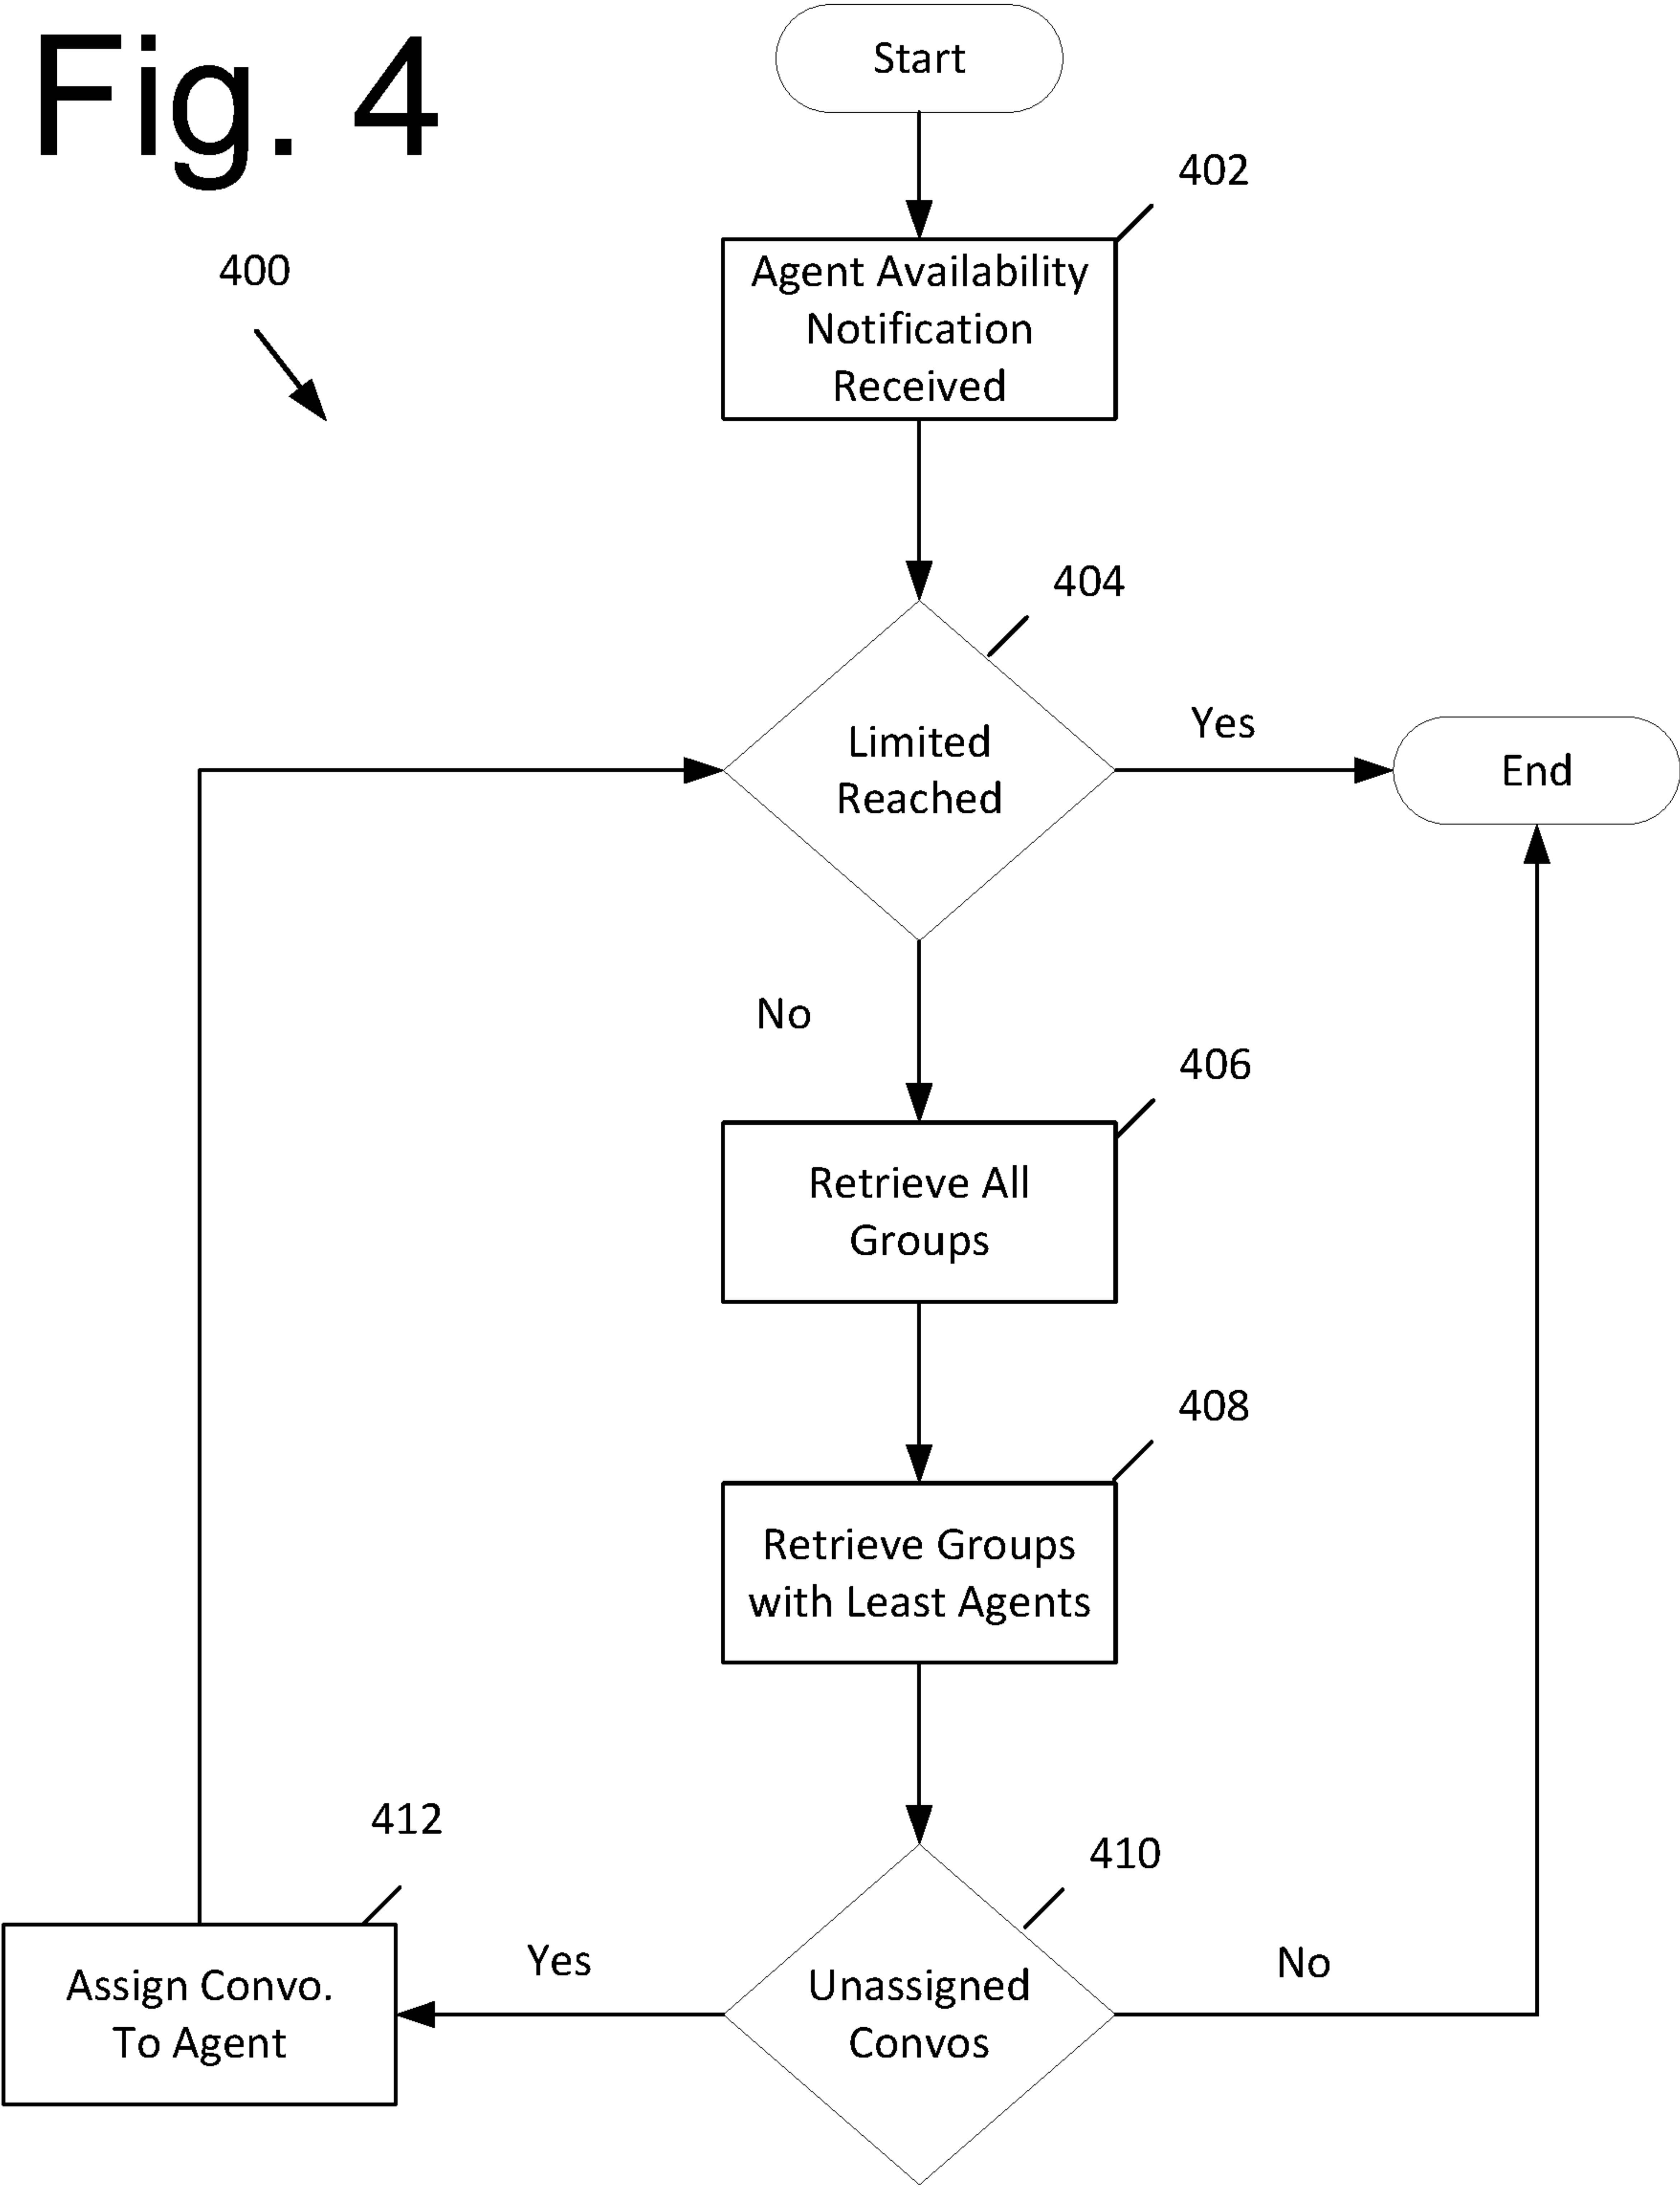 Fig. 4
Start
402
400
Agent Availability
Notification
Received
404
Limited
Reached
Yes
End
No
406
Retrieve All
Groups
408
Retrieve Groups
with Least Agents
412
410
Assign Convo.
To Agent
Yes
Unassigned
Convos
No